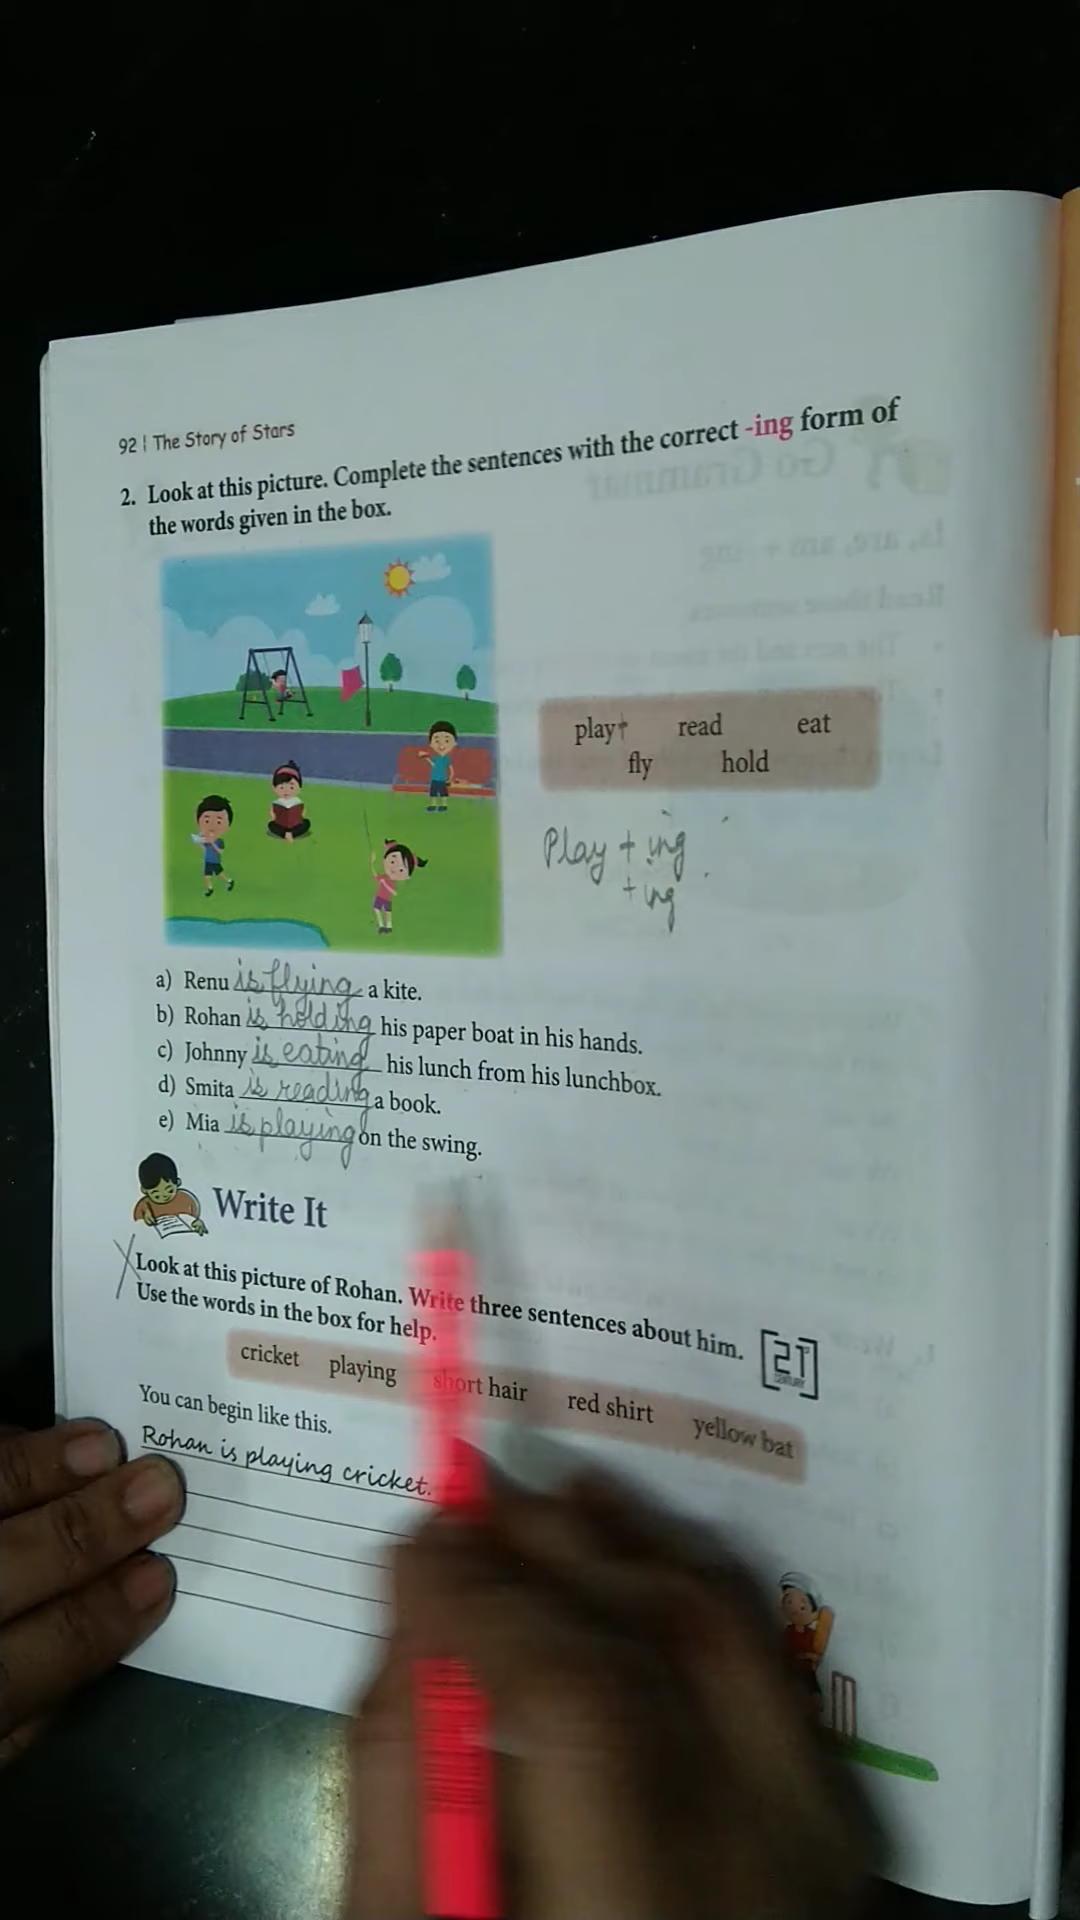 92 | The Story of Stars
2. Look at this picture. Complete the sentences with the correct -ing form of
the words given in the box.
play read eat
fly hold
Play + ing
+ ing
a) Renu is flying a kite.
b) Rohan is holding his paper boat in his hands.
c) Johnny is eating his lunch from his lunchbox.
d) Smita is reading a book.
e) Mia is playing on the swing.
Write It
Look at this picture of Rohan. Write three sentences about him.
Use the words in the box for help.
21st
CENTURY
cricket playing short hair red shirt yellow bat
You can begin like this.
Rohan is playing cricket.